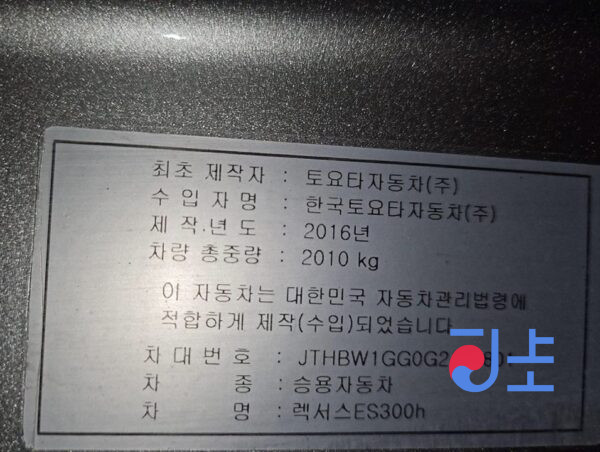 최초 제작자 : 토요타자동차(주)
수 입 자 명 : 한국토요타자동차(주)
제 작.년 도 : 2016년
차량 총중량 : 2010 kg
이 자동차는 대한민국 자동차관리법령에
적합하게 제작(수입)되었습니다
차 대 번 호 :
차 종 : 승용자동차
차 명 : 렉서스ES300h